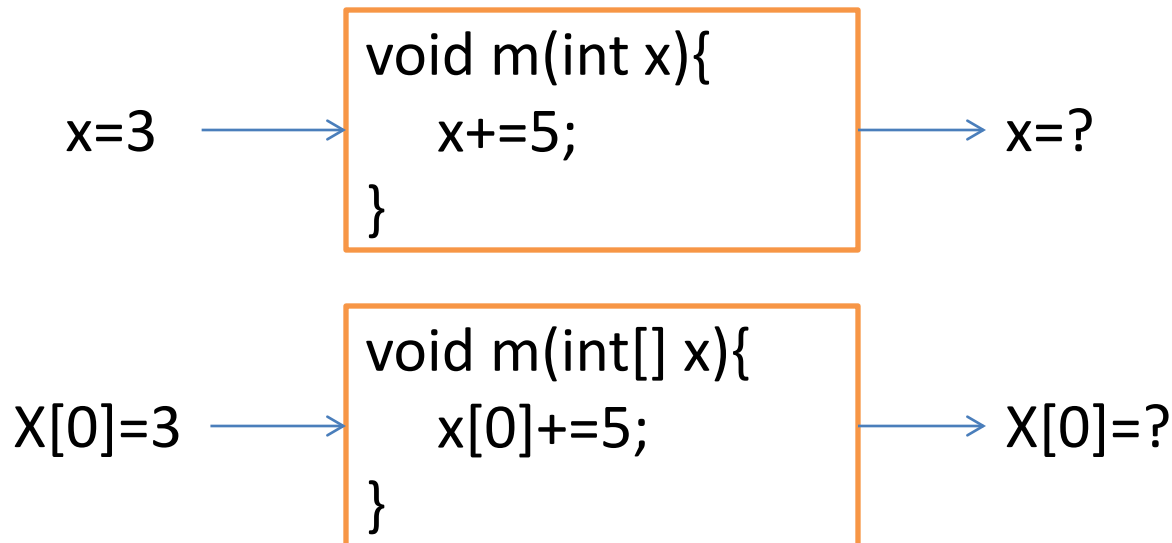 void m(int x){
x=3
x+=5;
x=?
}
void m(int[] x){
X[0]=3
x[0]+=5;
X[0]=?
}